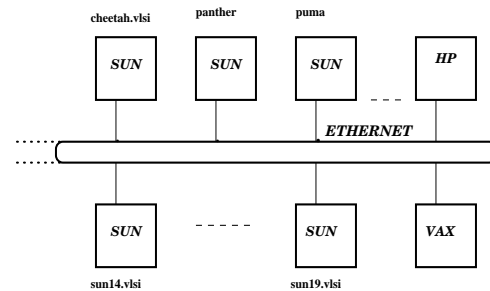 cheetah.vlsi
panther
puma
SUN
SUN
SUN
HP
ETHERNET
SUN
SUN
VAX
sun14.vlsi
sun19.vlsi